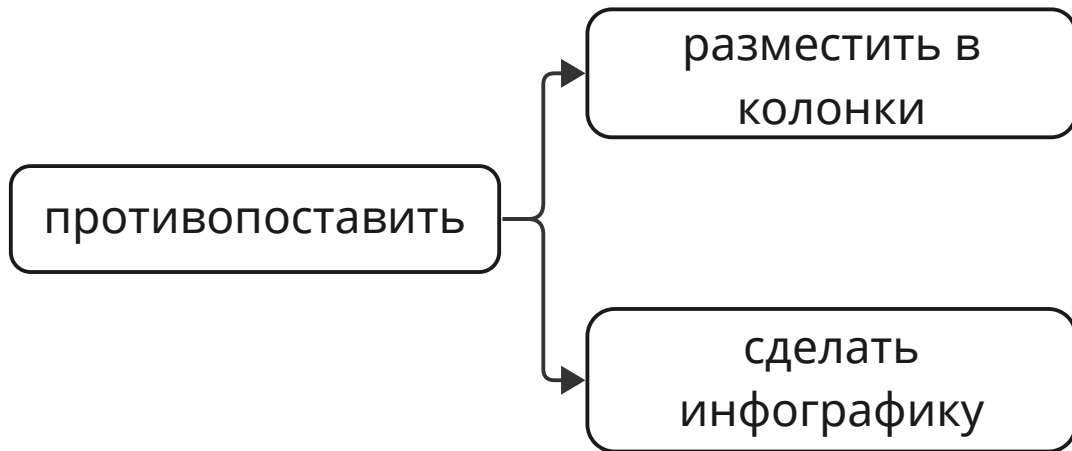 противопоставить
разместить в
колонки
сделать
инфографику